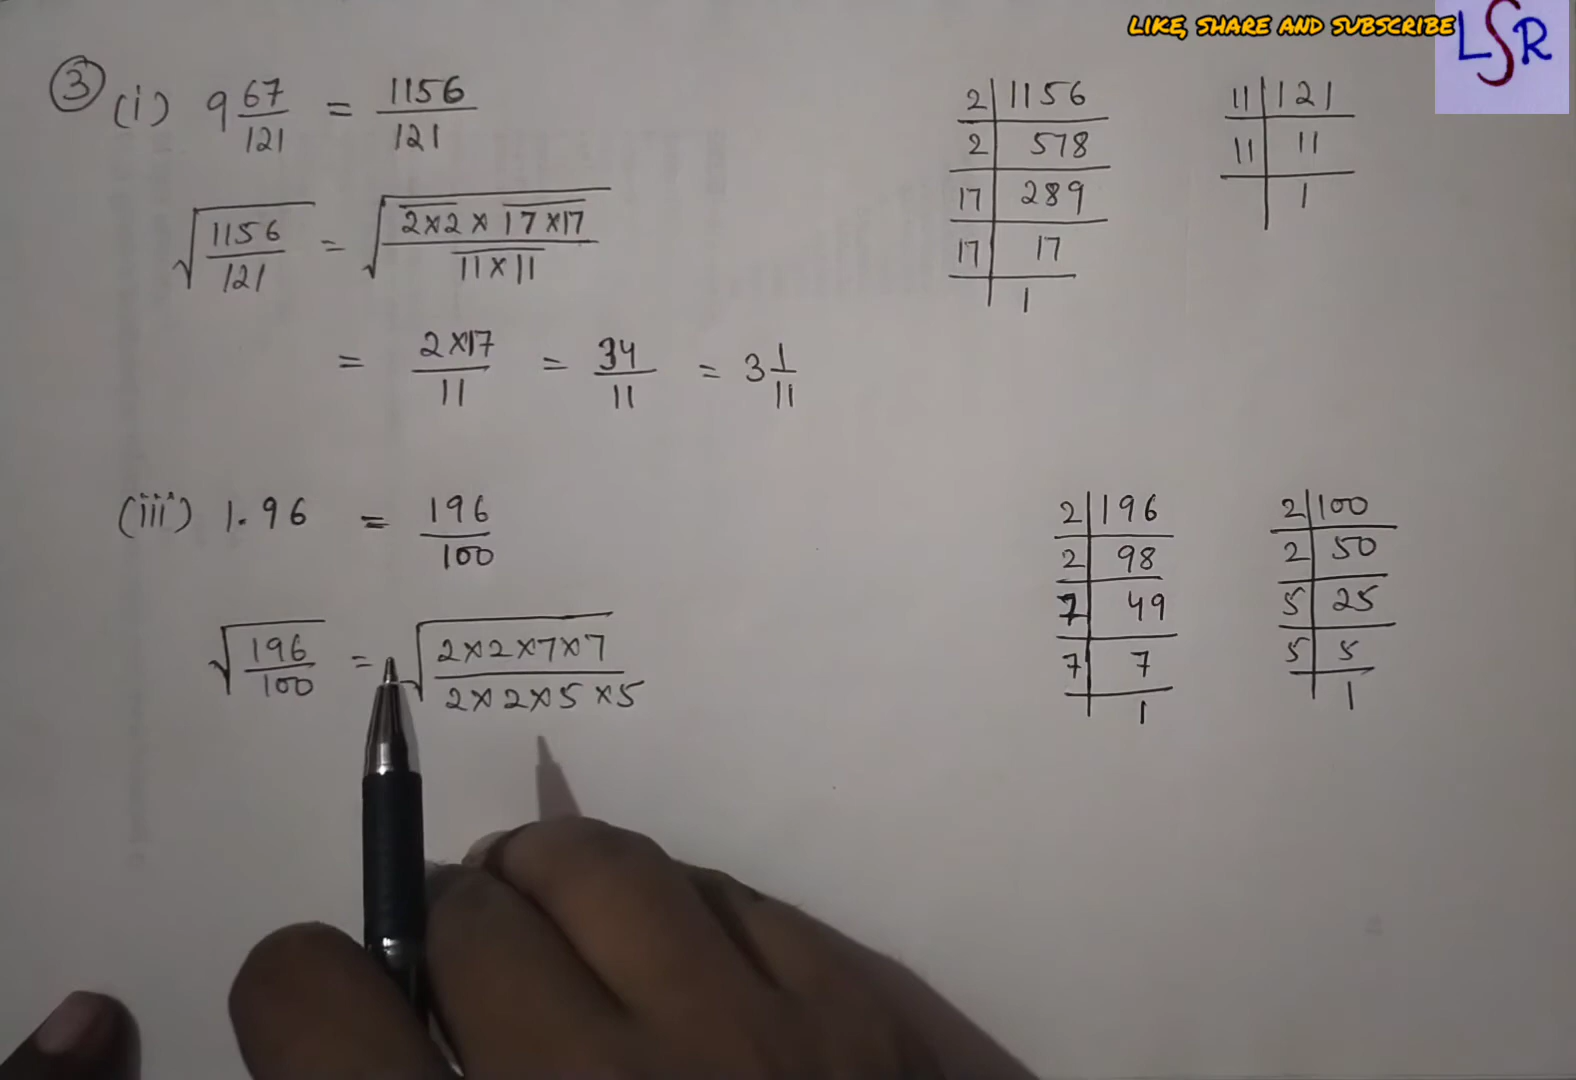 LIKE, SHARE AND SUBSCRIBE
LSR
③ (i) 9 67/121 = 1156/121
√(1156/121) = √(2×2 × 17×17 / 11×11)
= 2×17/11 = 34/11 = 3 1/11
2 | 1156
2 | 578
17 | 289
17 | 17
1
11 | 121
11 | 11
1
(iii) 1.96 = 196/100
√(196/100) = √(2×2×7×7 / 2×2×5×5)
2 | 196
2 | 98
7 | 49
7 | 7
1
2 | 100
2 | 50
5 | 25
5 | 5
1